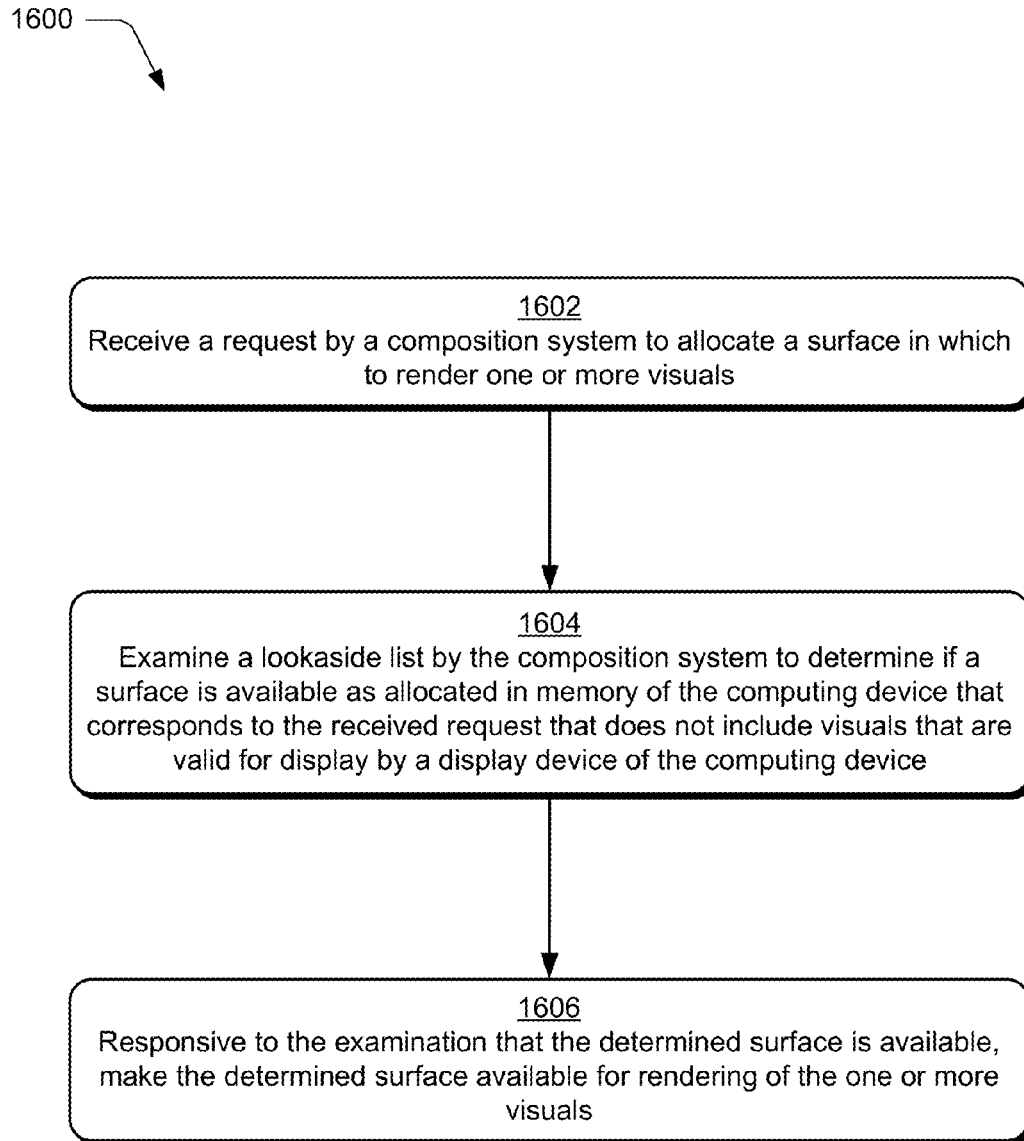 1600
1602
Receive a request by a composition system to allocate a surface in which
to render one or more visuals
1604
Examine a lookaside list by the composition system to determine if a
surface is available as allocated in memory of the computing device that
corresponds to the received request that does not include visuals that are
valid for display by a display device of the computing device
1606
Responsive to the examination that the determined surface is available,
make the determined surface available for rendering of the one or more
visuals